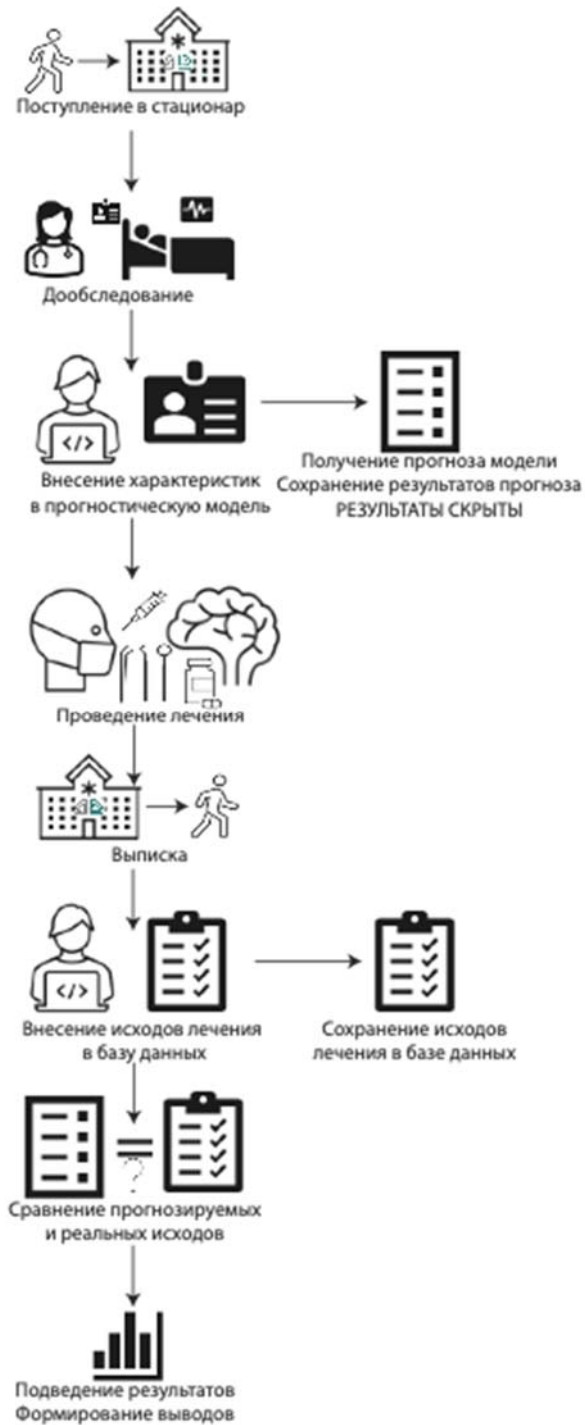 Поступление в стационар
Дообследование
</>
Внесение характеристик
в прогностическую модель
Получение прогноза модели
Сохранение результатов прогноза
РЕЗУЛЬТАТЫ СКРЫТЫ
Проведение лечения
Выписка
</>
Внесение исходов лечения
в базу данных
Сохранение исходов
лечения в базе данных
= ?
Сравнение прогнозируемых
и реальных исходов
Подведение результатов
Формирование выводов